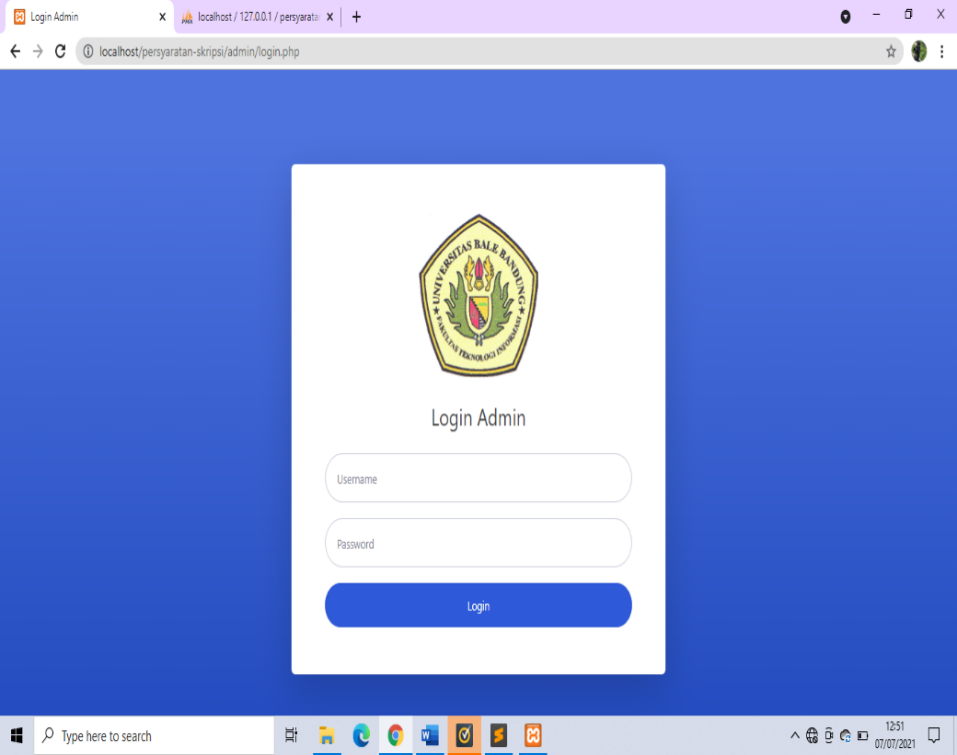 Login Admin
localhost / 127.0.0.1 / persyarata
localhost/persyaratan-skripsi/admin/login.php
UNIVERSITAS BALE BANDUNG
FAKULTAS TEKNOLOGI INFORMASI
Login Admin
Username
Password
Login
Type here to search
12:51
07/07/2021